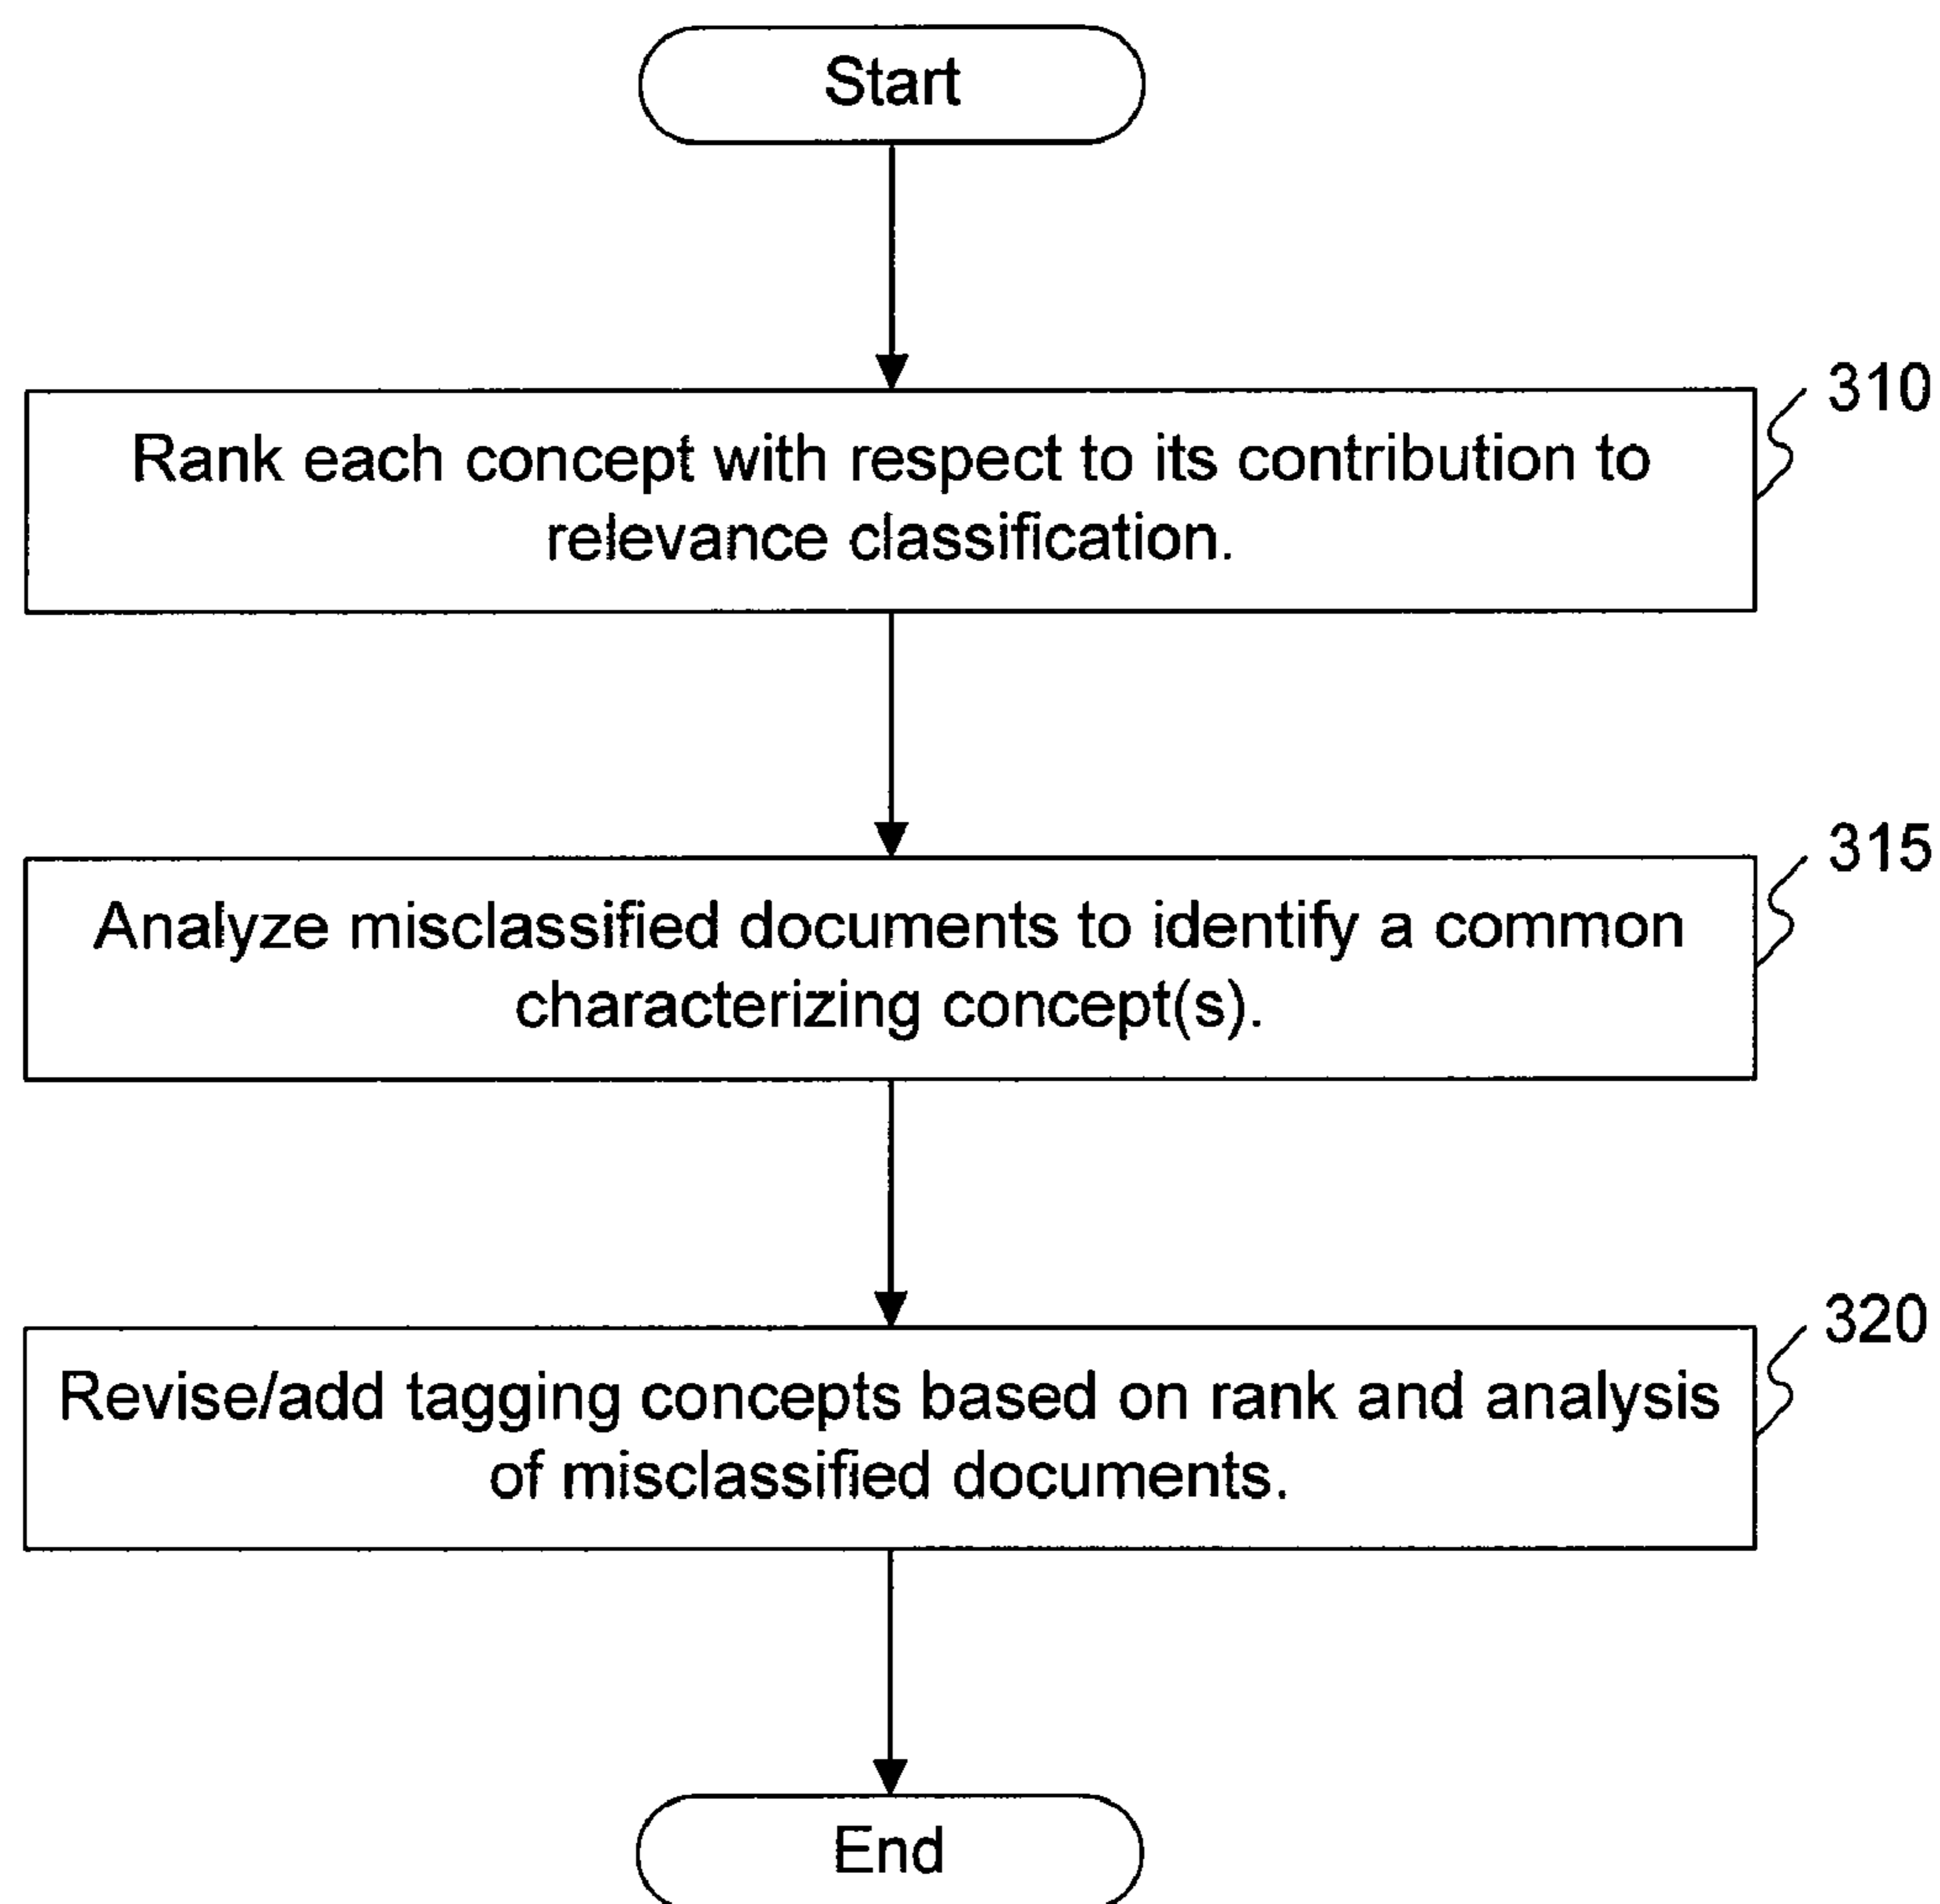 Start
310
Rank each concept with respect to its contribution to
relevance classification.
315
Analyze misclassified documents to identify a common
characterizing concept(s).
320
Revise/add tagging concepts based on rank and analysis
of misclassified documents.
End